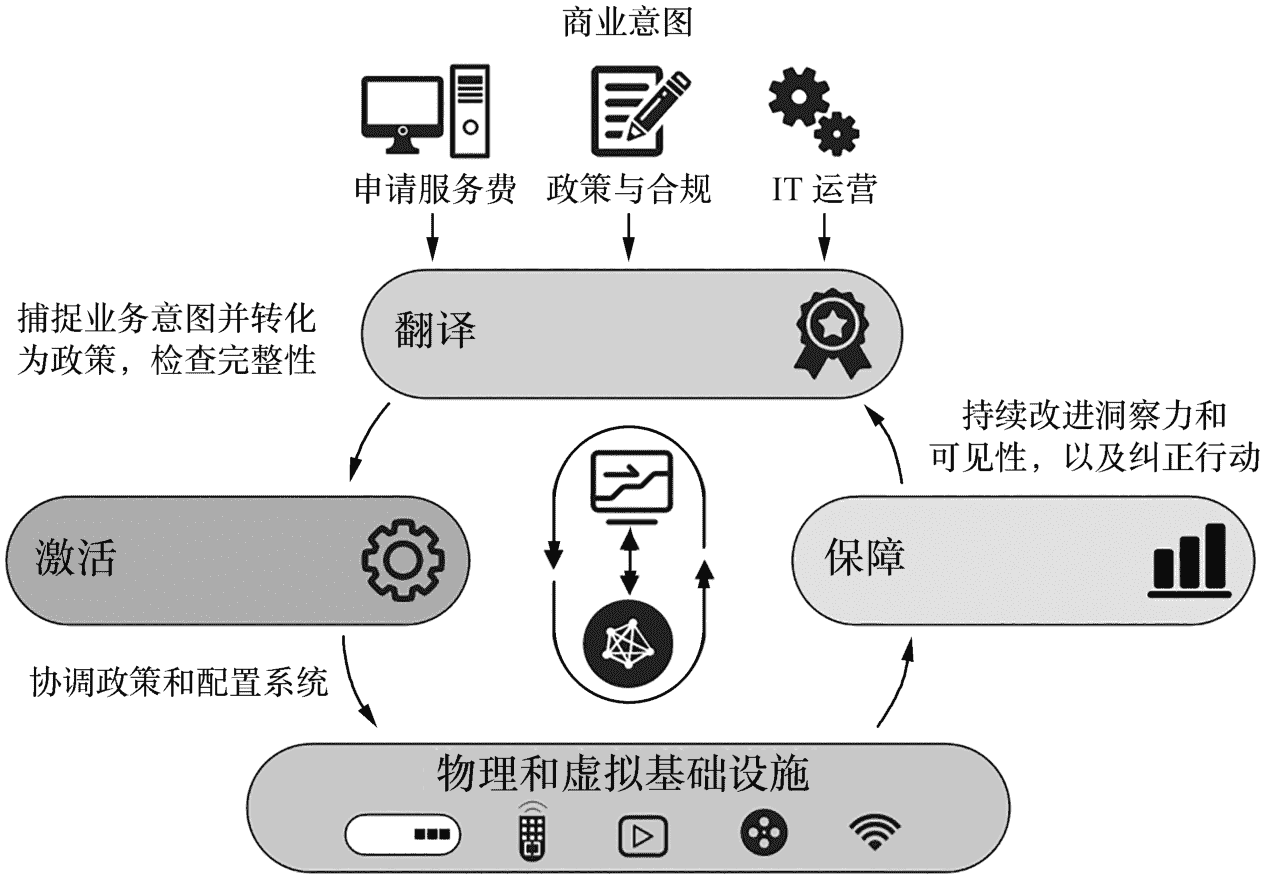 商业意图
申请服务费
政策与合规
IT 运营
捕捉业务意图并转化
为政策，检查完整性
翻译
持续改进洞察力和
可见性，以及纠正行动
激活
保障
协调政策和配置系统
物理和虚拟基础设施